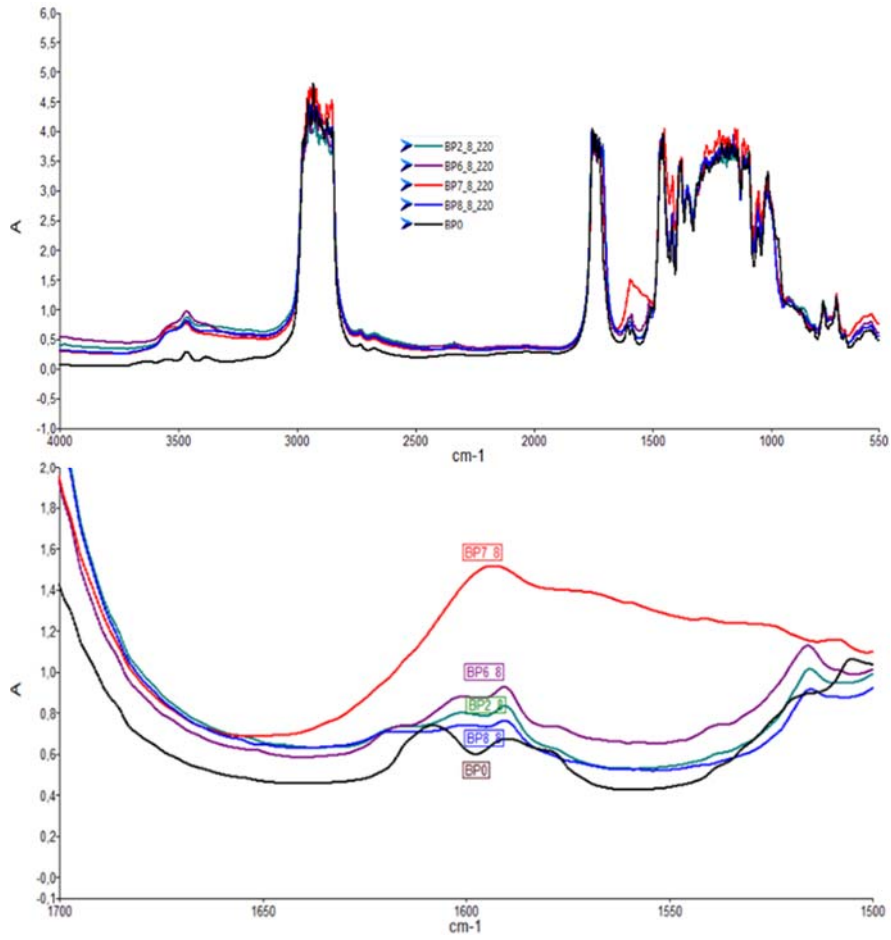 6,0
5,5
5,0
4,5
4,0
3,5
3,0
2,5
2,0
1,5
1,0
0,5
0,0
-0,5
-1,0
A
BP2_8_220
BP6_8_220
BP7_8_220
BP8_8_220
BP0
4000 3500 3000 2500 2000 1500 1000 550
cm-1
2,0
1,8
1,6
1,4
1,2
1,0
0,8
0,6
0,4
0,2
-0,0
-0,1
A
BP7_8
BP6_8
BP2_8
BP8_8
BP0
1700 1650 1600 1550 1500
cm-1